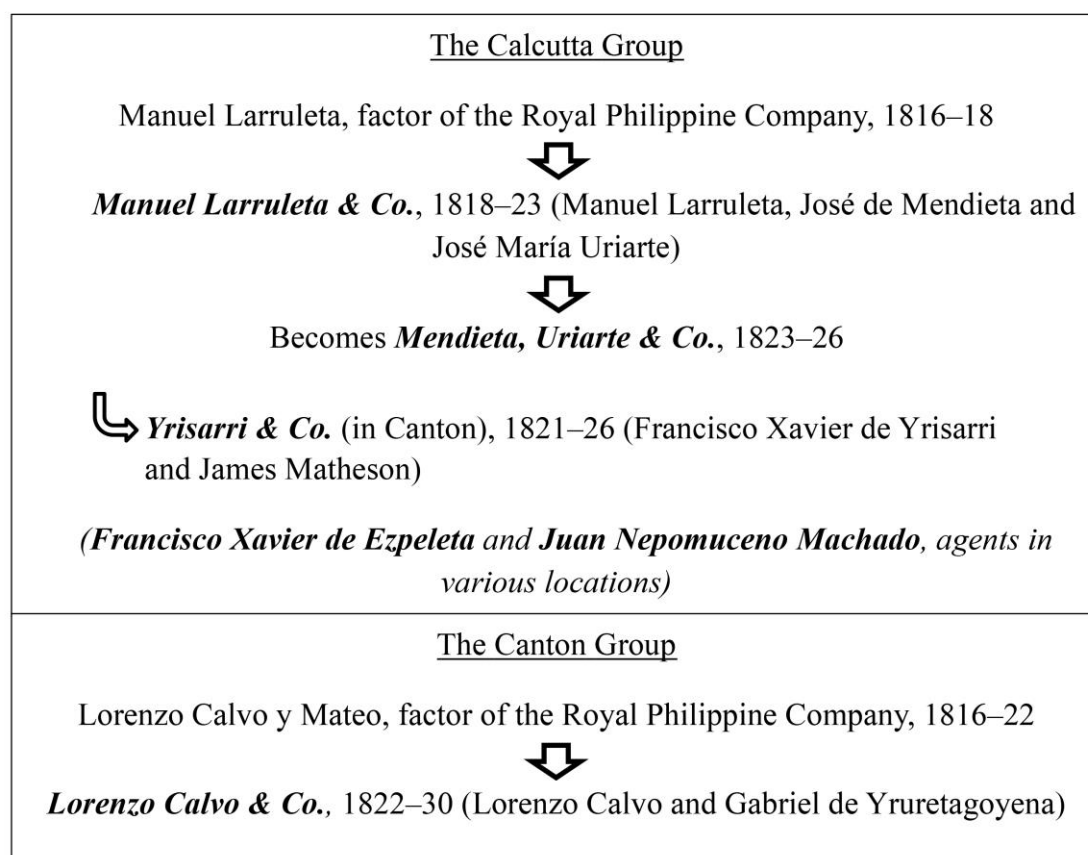 The Calcutta Group
Manuel Larruleta, factor of the Royal Philippine Company, 1816–18
Manuel Larruleta & Co., 1818–23 (Manuel Larruleta, José de Mendieta and
José María Uriarte)
Becomes Mendieta, Uriarte & Co., 1823–26
Yrisarri & Co. (in Canton), 1821–26 (Francisco Xavier de Yrisarri
and James Matheson)
(Francisco Xavier de Ezpeleta and Juan Nepomuceno Machado, agents in
various locations)
The Canton Group
Lorenzo Calvo y Mateo, factor of the Royal Philippine Company, 1816–22
Lorenzo Calvo & Co., 1822–30 (Lorenzo Calvo and Gabriel de Yruretagoyena)